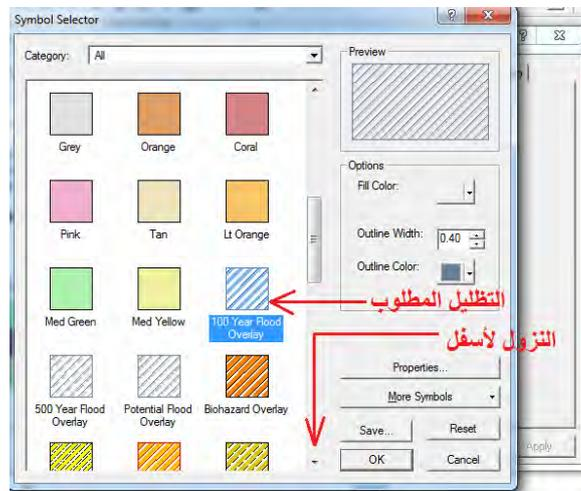 Symbol Selector
Category: All
Grey Orange Coral
Pink Tan Lt Orange
Med Green Med Yellow 100 Year Flood Overlay
500 Year Flood Overlay Potential Flood Overlay Biohazard Overlay
Preview
Options
Fill Color:
Outline Width: 0.40
Outline Color:
التظليل المطلوب
النزول لأسفل
Properties...
More Symbols
Save... Reset
OK Cancel
Apply